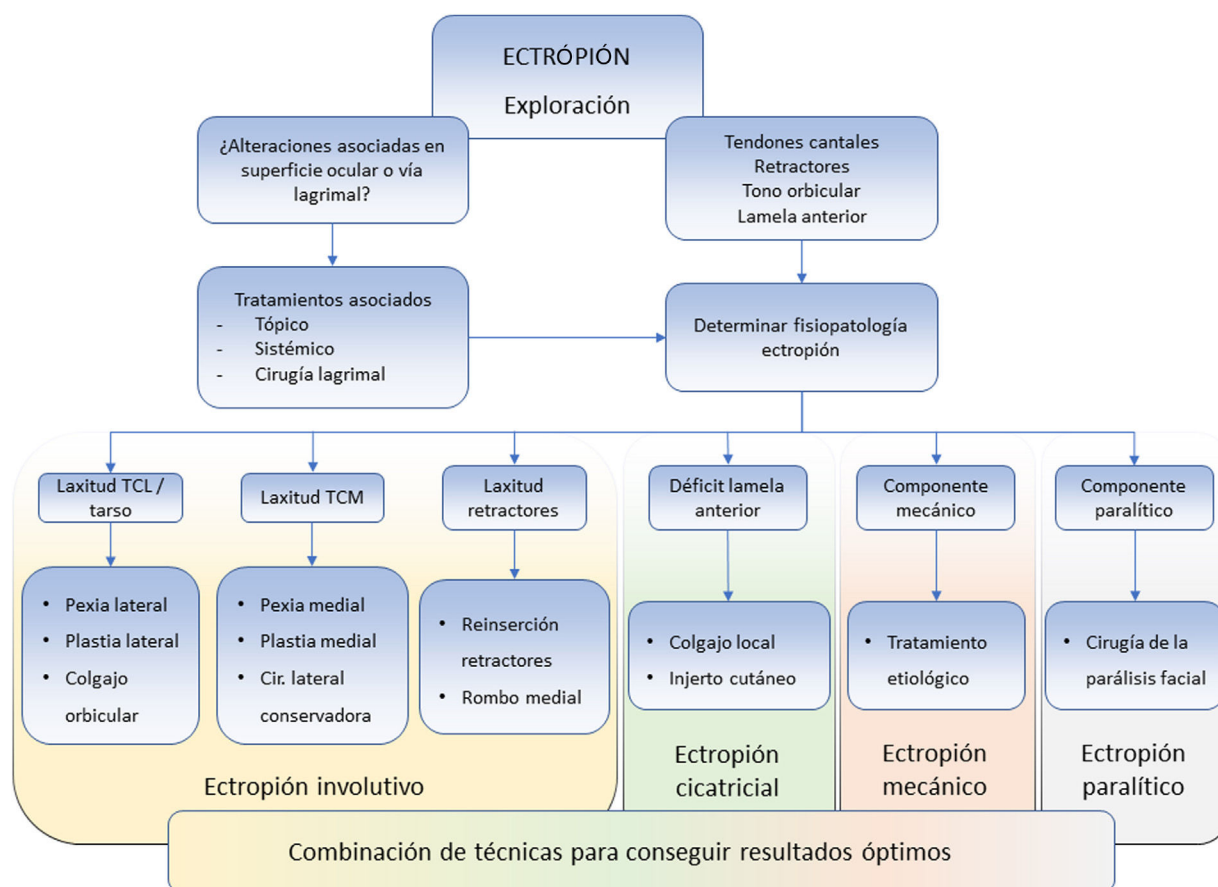 ECTRÓPIÓN
Exploración
¿Alteraciones asociadas en
superficie ocular o vía
lagrimal?
Tendones cantales
Retractores
Tono orbicular
Lamela anterior
Tratamientos asociados
- Tópico
- Sistémico
- Cirugía lagrimal
Determinar fisiopatología
ectropión
Laxitud TCL /
tarso
Laxitud TCM
Laxitud
retractores
Déficit lamela
anterior
Componente
mecánico
Componente
paralítico
• Pexia lateral
• Plastia lateral
• Colgajo
orbicular
• Pexia medial
• Plastia medial
• Cir. lateral
conservadora
• Reinserción
retractores
• Rombo medial
• Colgajo local
• Injerto cutáneo
• Tratamiento
etiológico
• Cirugía de la
parálisis facial
Ectropión involutivo
Ectropión
cicatricial
Ectropión
mecánico
Ectropión
paralítico
Combinación de técnicas para conseguir resultados óptimos